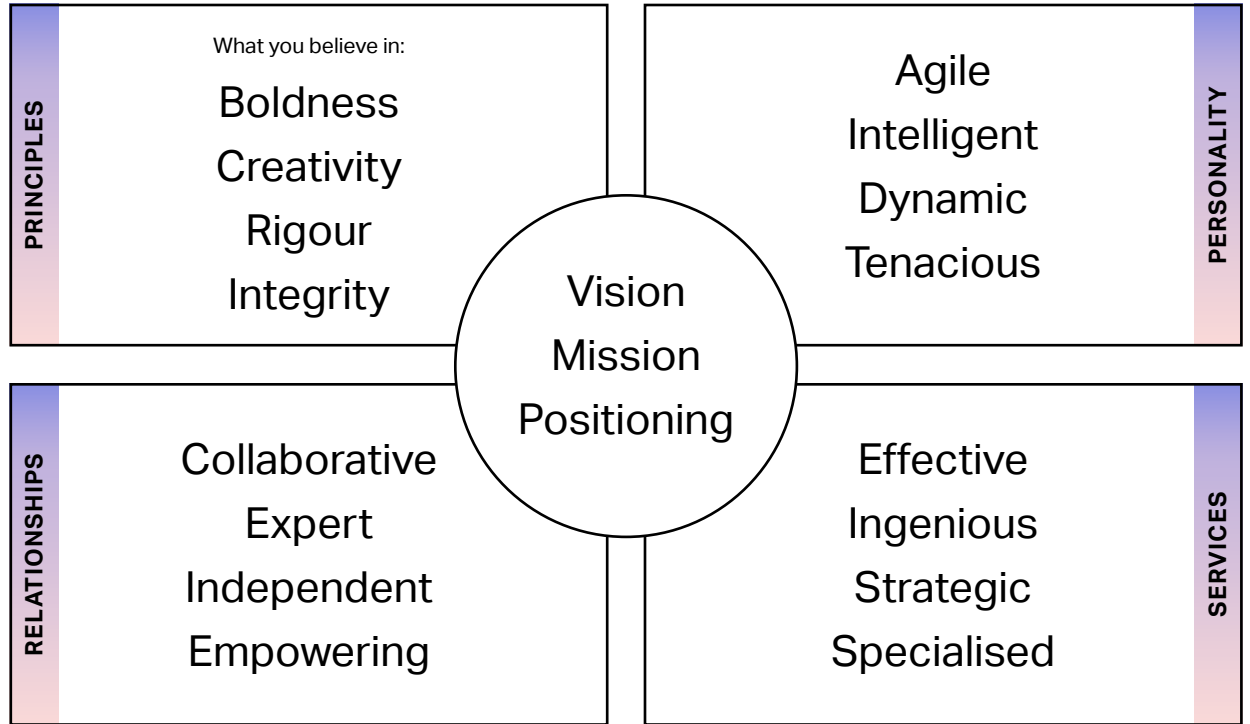 PRINCIPLES
What you believe in:
Boldness
Creativity
Rigour
Integrity
Agile
Intelligent
Dynamic
Tenacious
PERSONALITY
Vision
Mission
Positioning
RELATIONSHIPS
Collaborative
Expert
Independent
Empowering
Effective
Ingenious
Strategic
Specialised
SERVICES